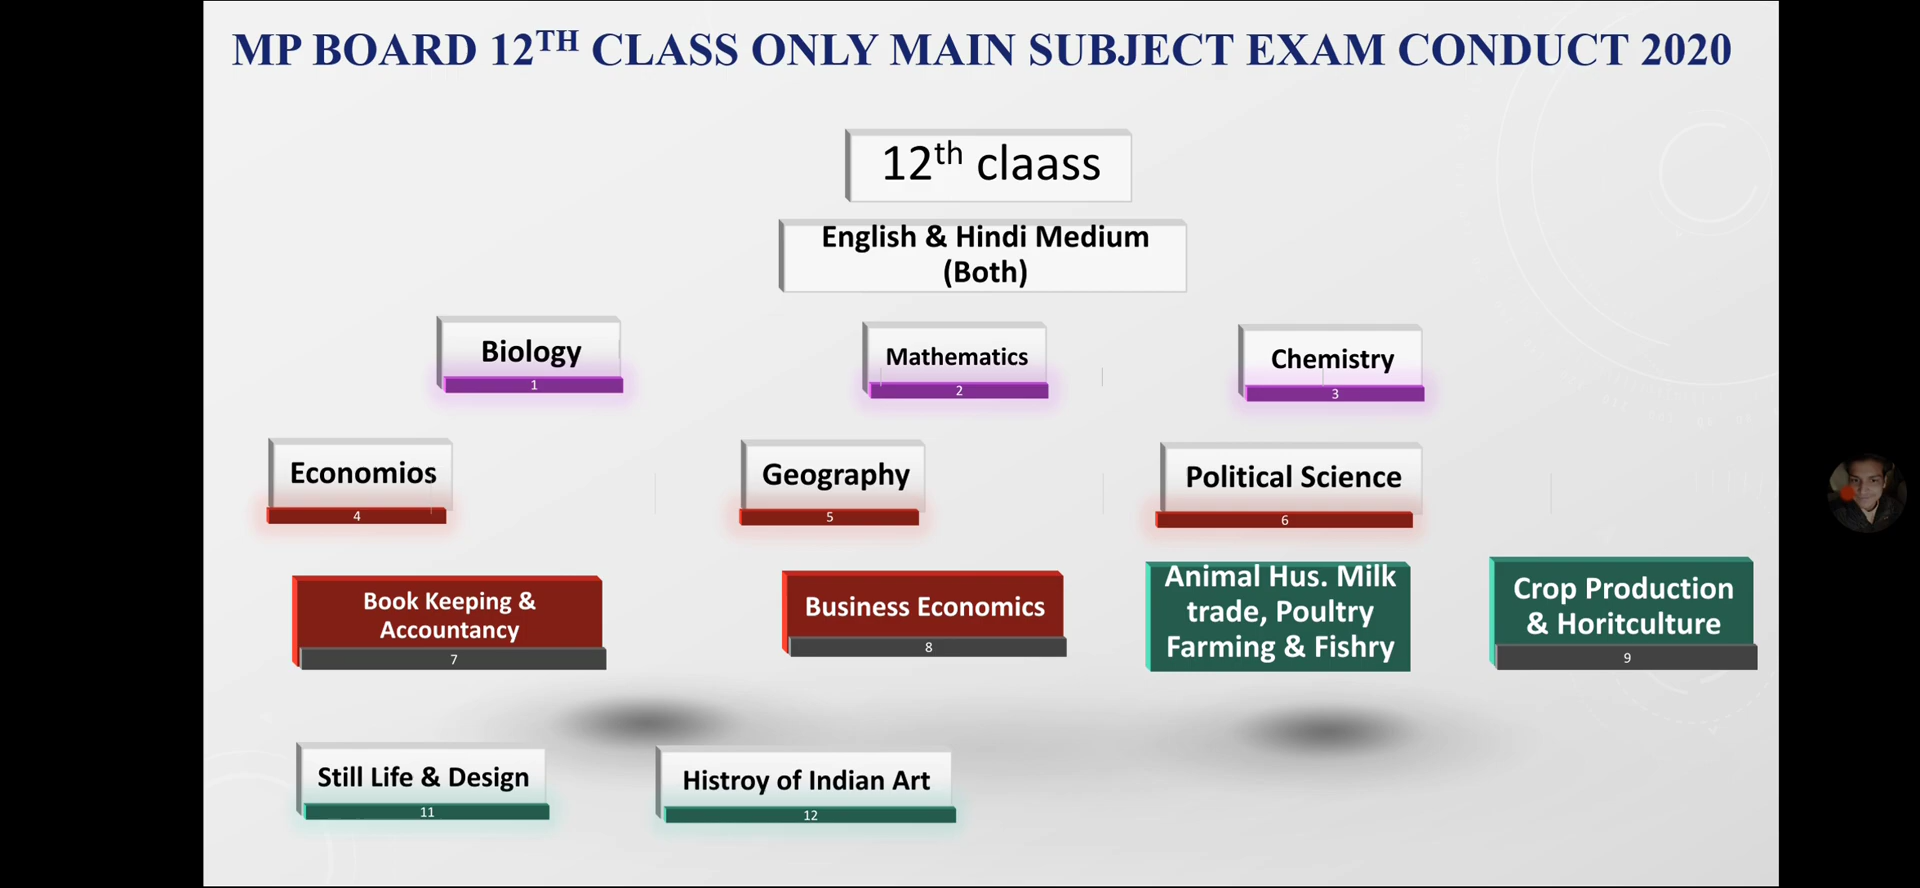 MP BOARD 12TH CLASS ONLY MAIN SUBJECT EXAM CONDUCT 2020
12th claass
English & Hindi Medium
(Both)
Biology
1
Mathematics
2
Chemistry
3
Economios
4
Geography
5
Political Science
6
Book Keeping &
Accountancy
7
Business Economics
8
Animal Hus. Milk
trade, Poultry
Farming & Fishry
Crop Production
& Horitculture
9
Still Life & Design
11
Histroy of Indian Art
12